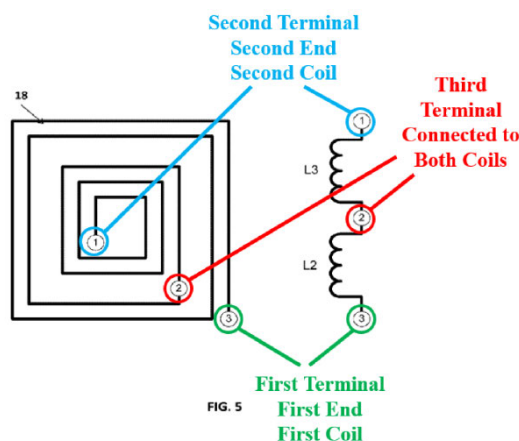 Second Terminal
Second End
Second Coil
Third
Terminal
Connected to
Both Coils
18
1
2
3
1
L3
2
L2
3
First Terminal
First End
First Coil
FIG. 5